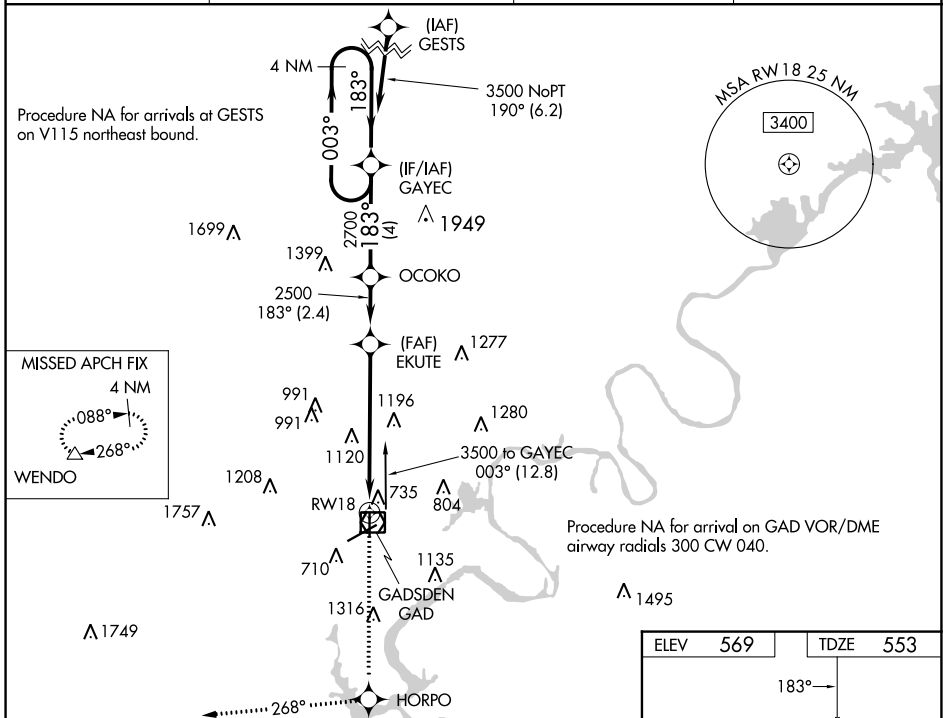 (IAF)
GESTS
4 NM
183°
003°
3500 NoPT
190° (6.2)
Procedure NA for arrivals at GESTS
on V115 northeast bound.
MSA RW18 25 NM
3400
(IF/IAF)
GAYEC
1949
1699
1399
2700
183°
(4)
OCOKO
2500
183° (2.4)
(FAF)
EKUTE
1277
MISSED APCH FIX
4 NM
088°
268°
WENDO
991
991
1196
1280
1120
3500 to GAYEC
003° (12.8)
1208
735
804
RW18
1757
Procedure NA for arrival on GAD VOR/DME
airway radials 300 CW 040.
710
1135
GADSDEN
GAD
1316
1495
1749
ELEV 569
TDZE 553
183°
HORPO
268°